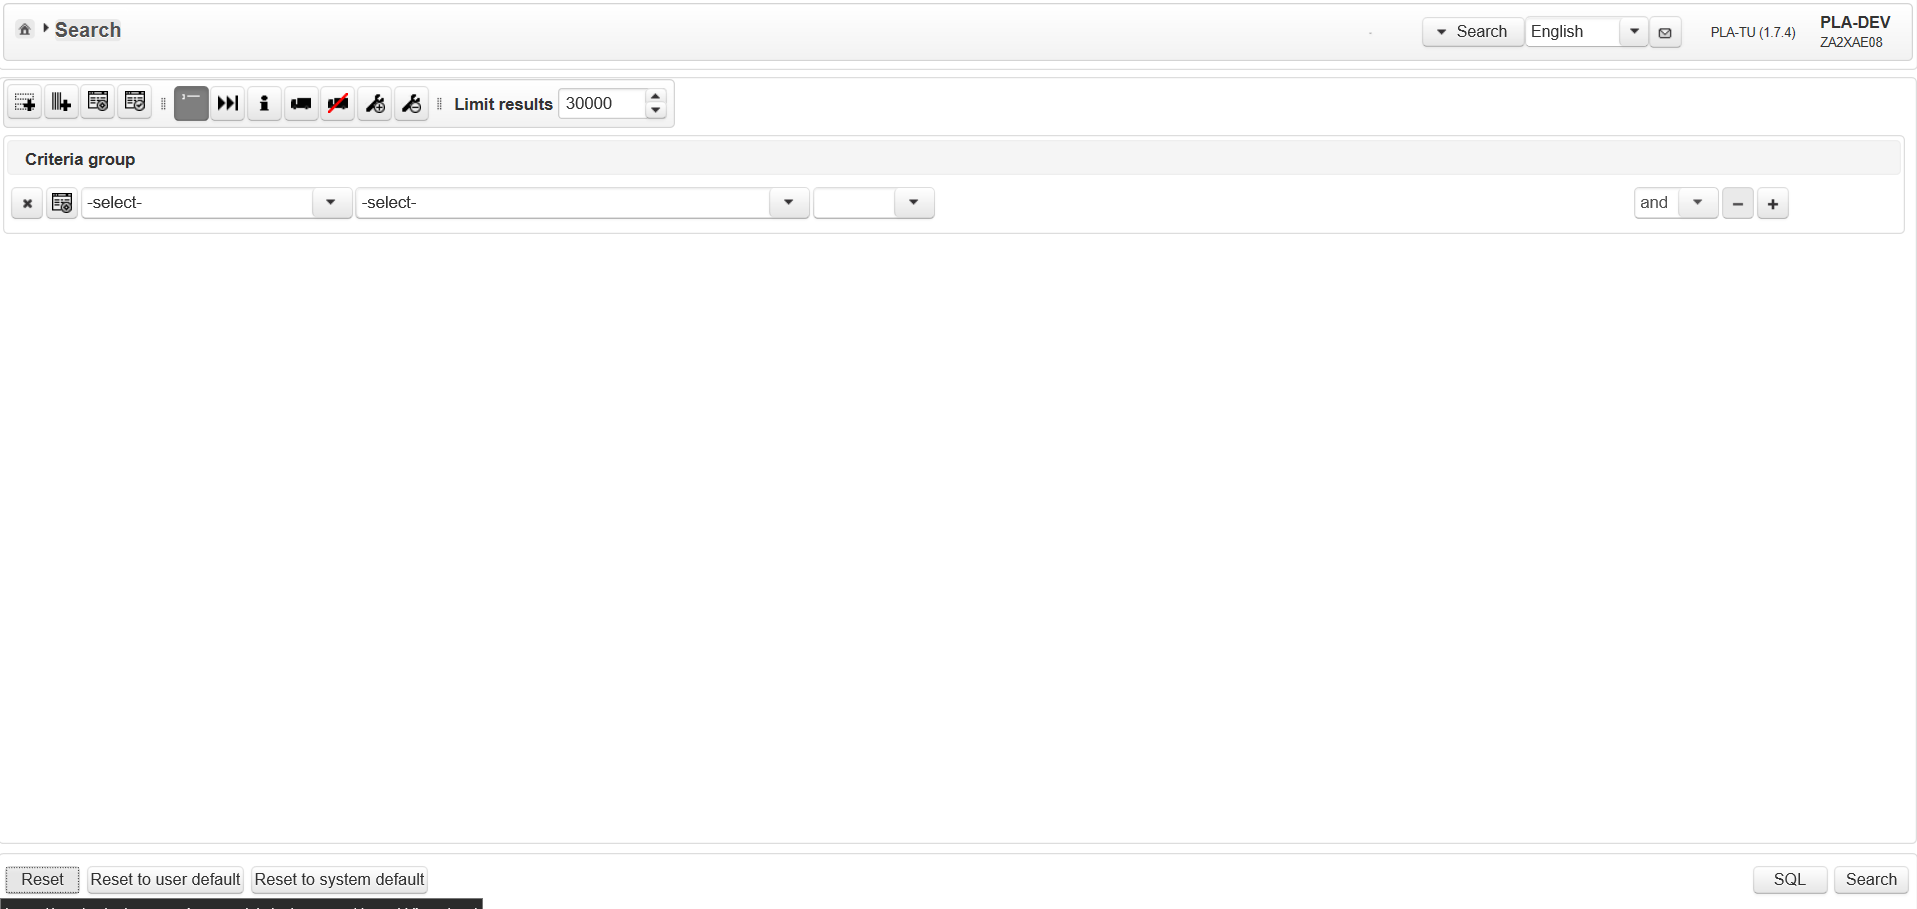 Search
Search
English
PLA-TU (1.7.4)
PLA-DEV
ZA2XAE08
Limit results
30000
Criteria group
-select-
-select-
and
Reset
Reset to user default
Reset to system default
SQL
Search